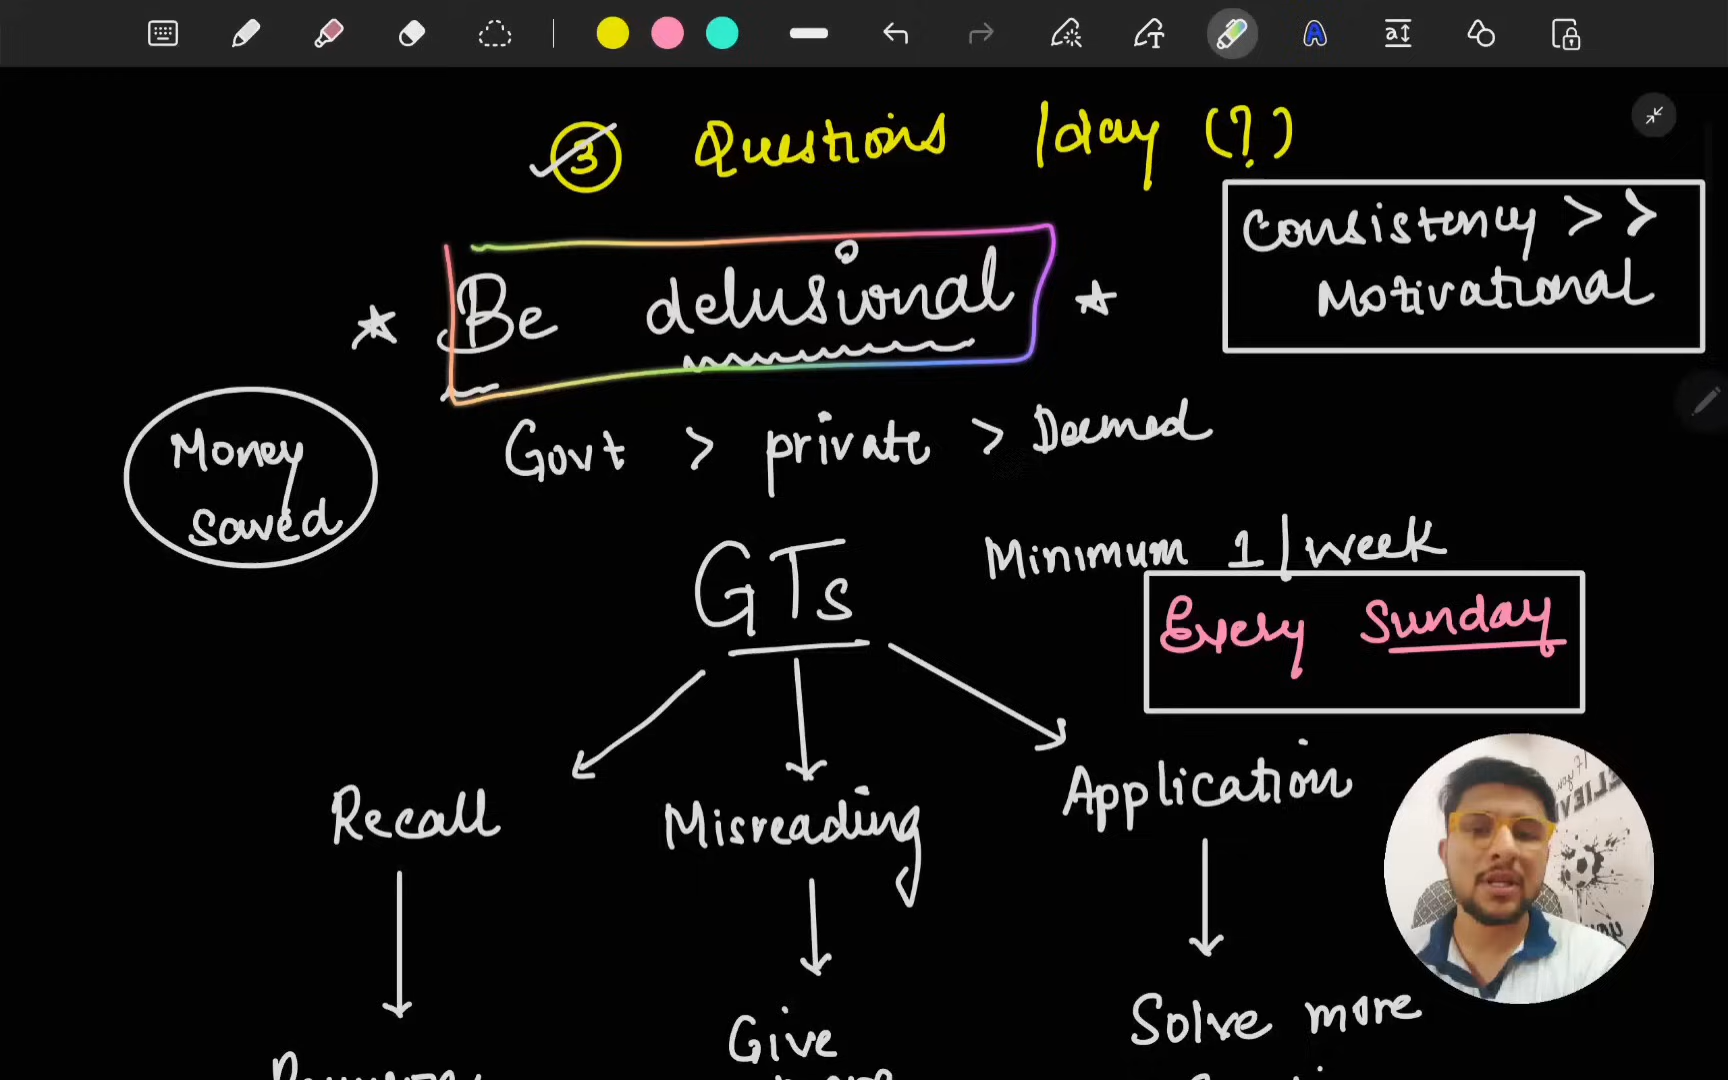 3 Questions /day (?)
Consistency >>
Motivational
* Be delusional *
Govt > private > Deemed
Money
saved
GTs
Minimum 1/week
Every Sunday
Recall
Misreading
Application
Give
Solve more